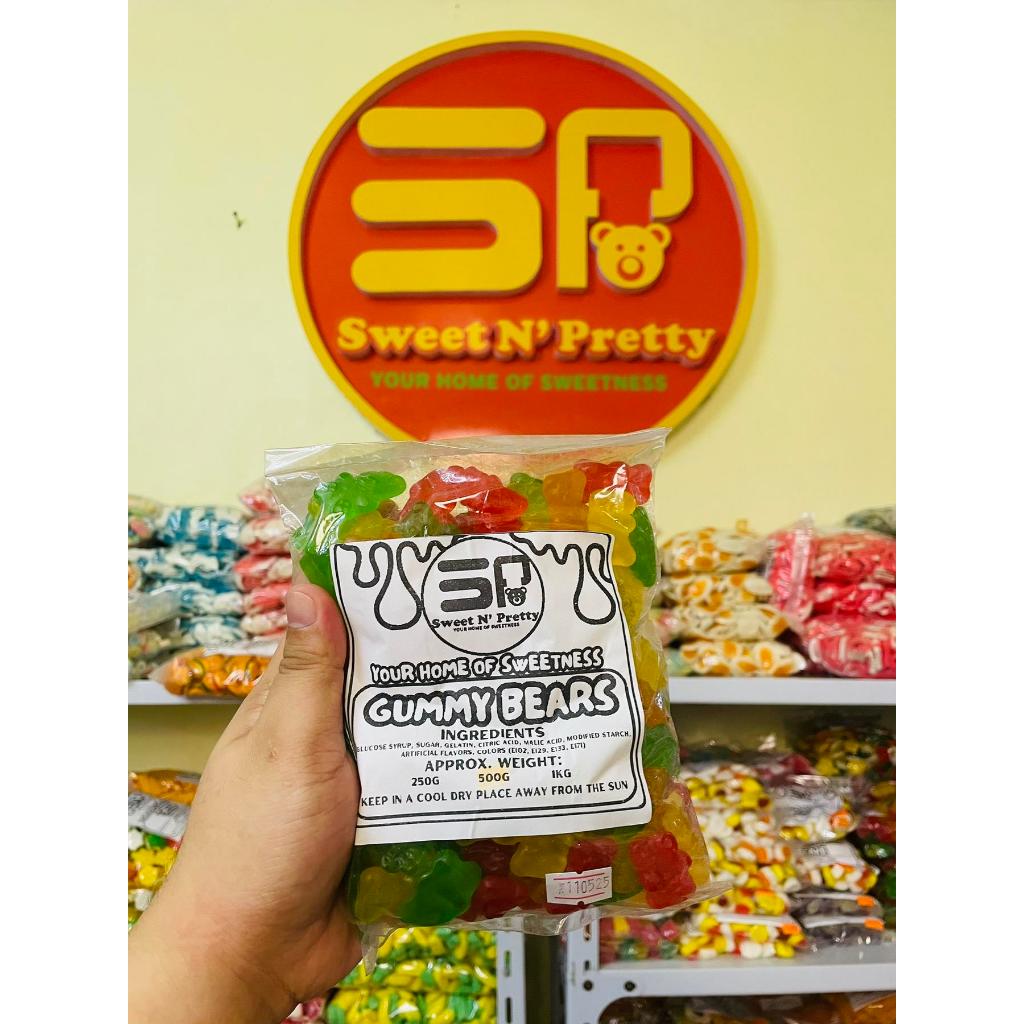 SP
Sweet N' Pretty
YOUR HOME OF SWEETNESS
SP
Sweet N' Pretty
YOUR HOME OF SWEETNESS
YOUR HOME OF SWEETNESS
GUMMY BEARS
INGREDIENTS
GLUCOSE SYRUP, SUGAR, GELATIN, CITRIC ACID, MALIC ACID, MODIFIED STARCH,
ARTIFICIAL FLAVORS, COLORS (E102, E129, E133, E171)
APPROX. WEIGHT:
250G 500G 1KG
KEEP IN A COOL DRY PLACE AWAY FROM THE SUN
110525